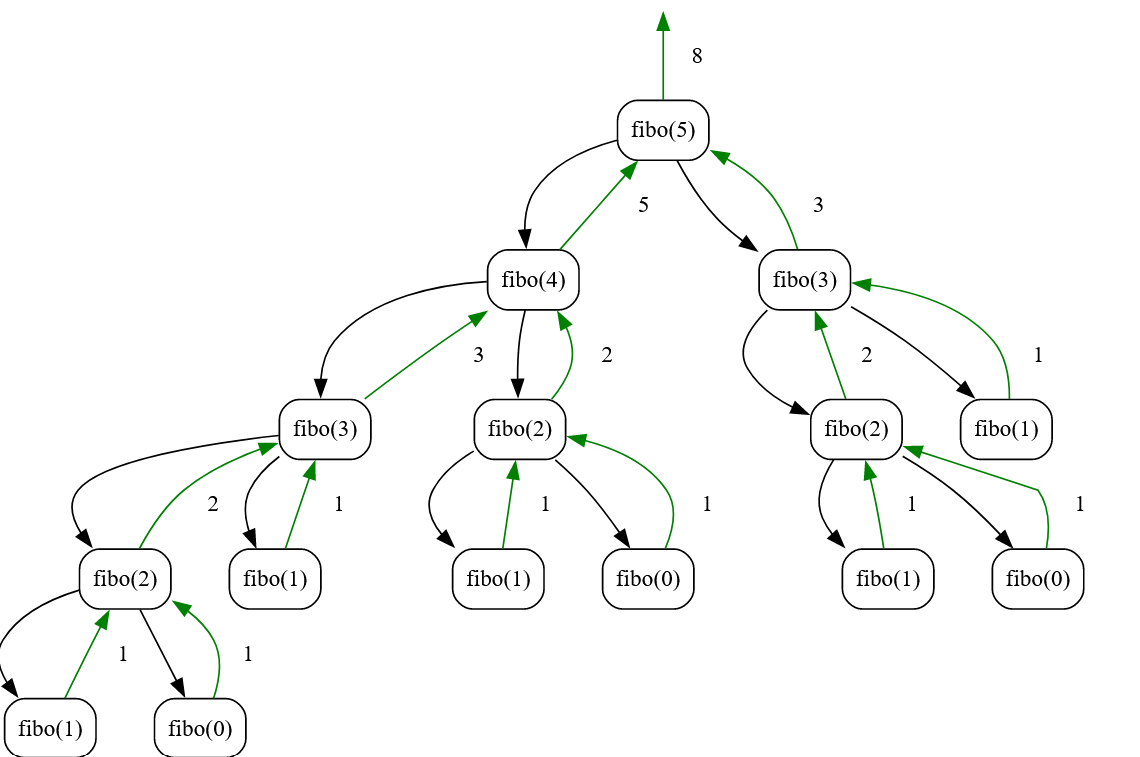 8
fibo(5)
5
3
fibo(4)
fibo(3)
3
2
2
1
fibo(3)
fibo(2)
fibo(2)
fibo(1)
2
1
1
1
1
1
fibo(2)
fibo(1)
fibo(1)
fibo(0)
fibo(1)
fibo(0)
1
1
fibo(1)
fibo(0)